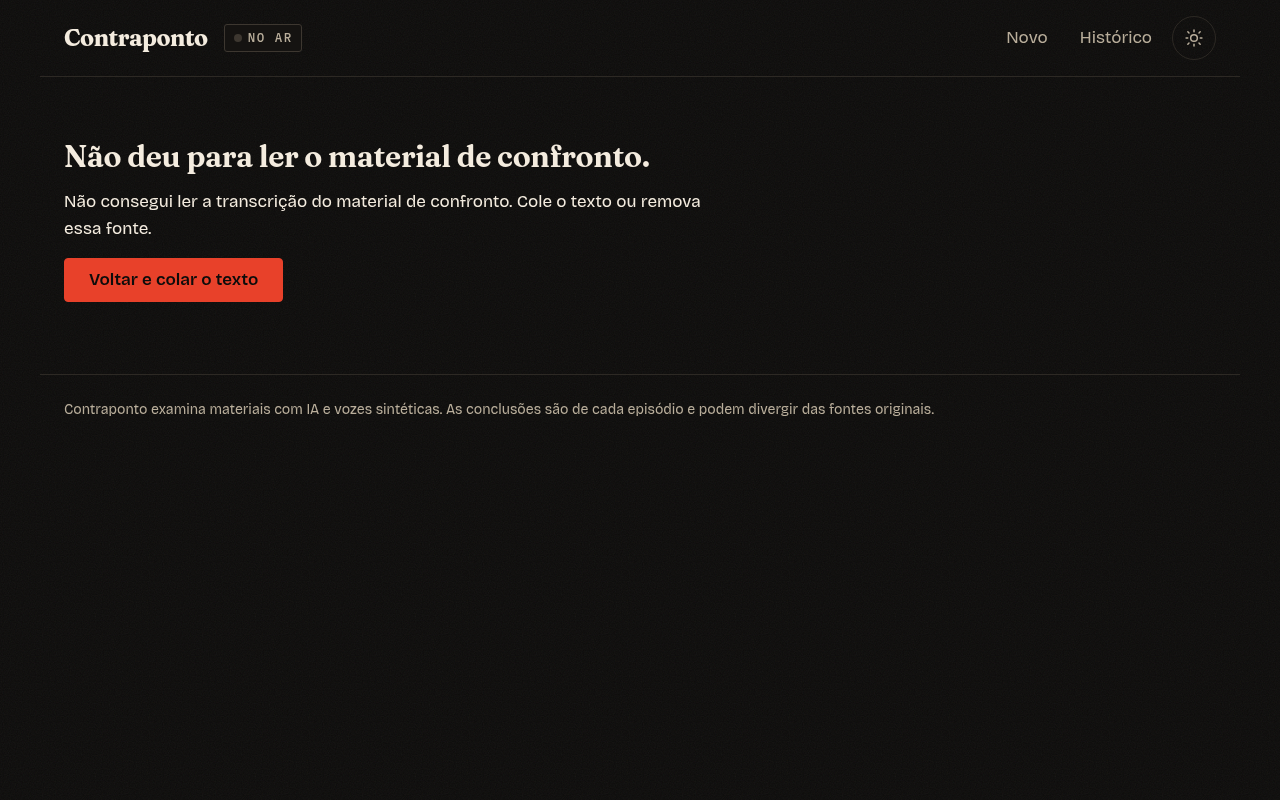 Contraponto
NO AR
Novo
Histórico
Não deu para ler o material de confronto.
Não consegui ler a transcrição do material de confronto. Cole o texto ou remova
essa fonte.
Voltar e colar o texto
Contraponto examina materiais com IA e vozes sintéticas. As conclusões são de cada episódio e podem divergir das fontes originais.